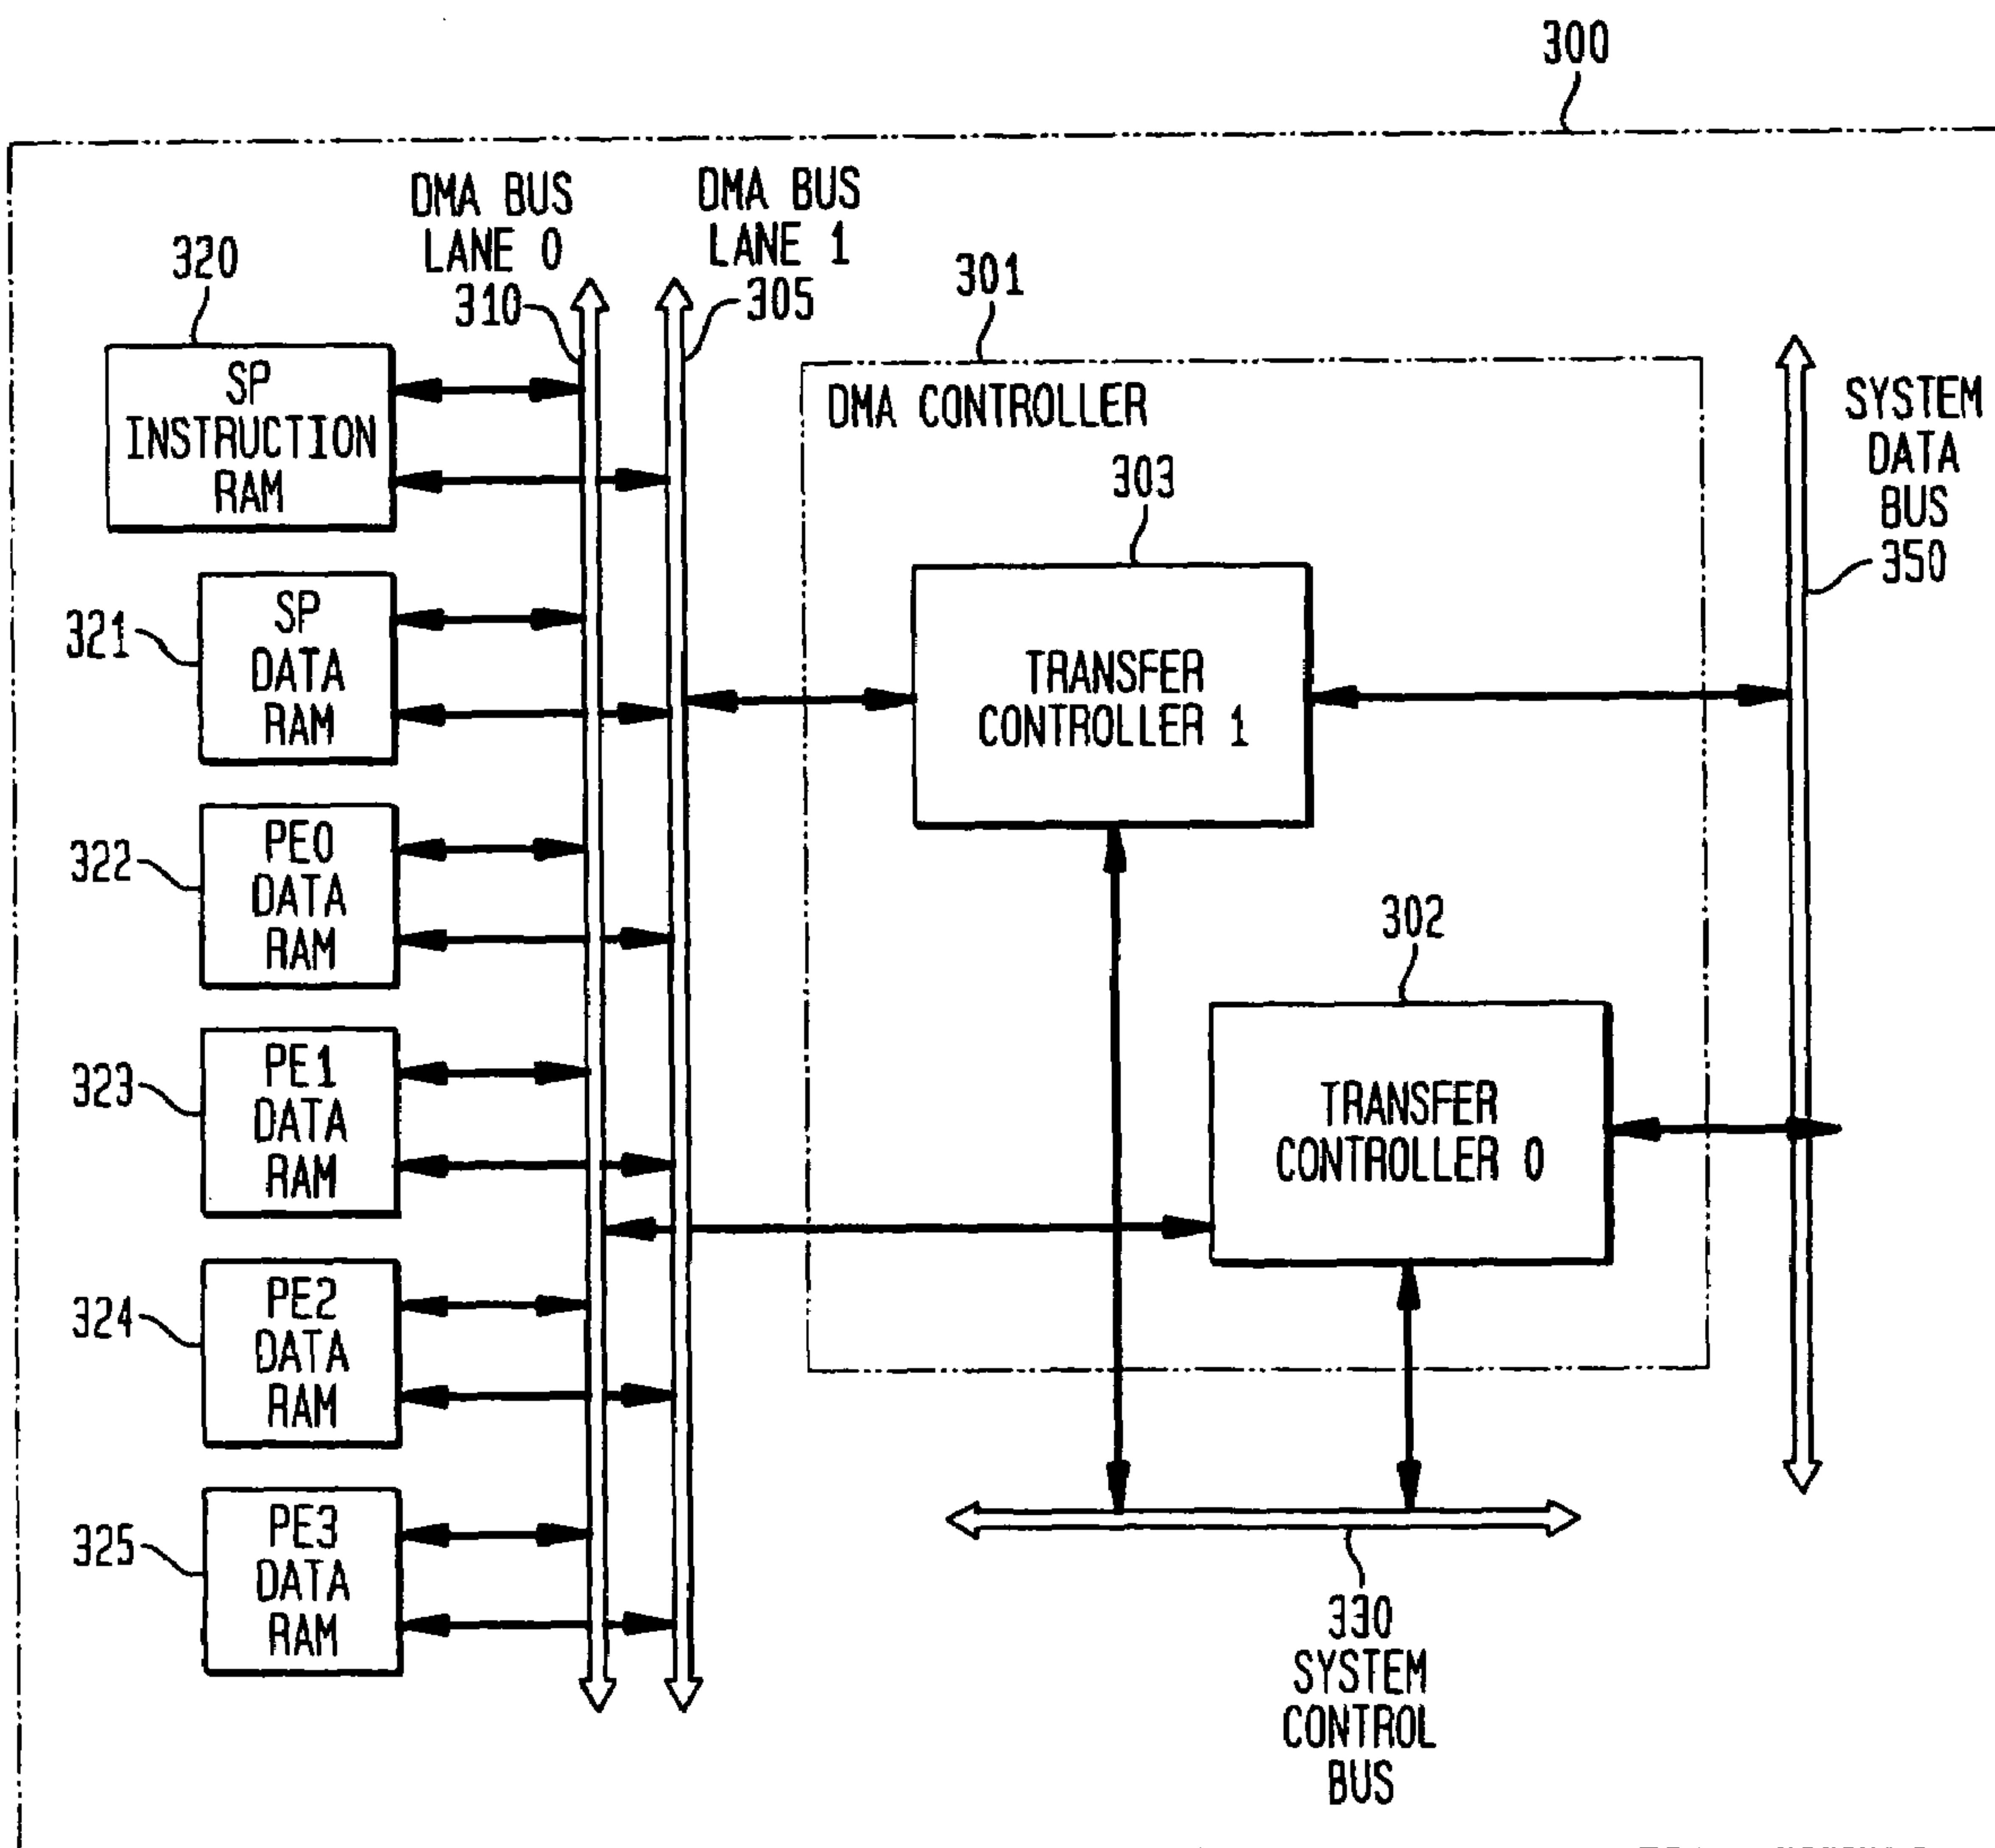 300
DMA BUS
LANE 0
310
DMA BUS
LANE 1
305
320
SP
INSTRUCTION
RAM
301
DMA CONTROLLER
303
TRANSFER
CONTROLLER 1
SYSTEM
DATA
BUS
350
321
SP
DATA
RAM
322
PE0
DATA
RAM
302
TRANSFER
CONTROLLER 0
323
PE1
DATA
RAM
324
PE2
DATA
RAM
325
PE3
DATA
RAM
330
SYSTEM
CONTROL
BUS